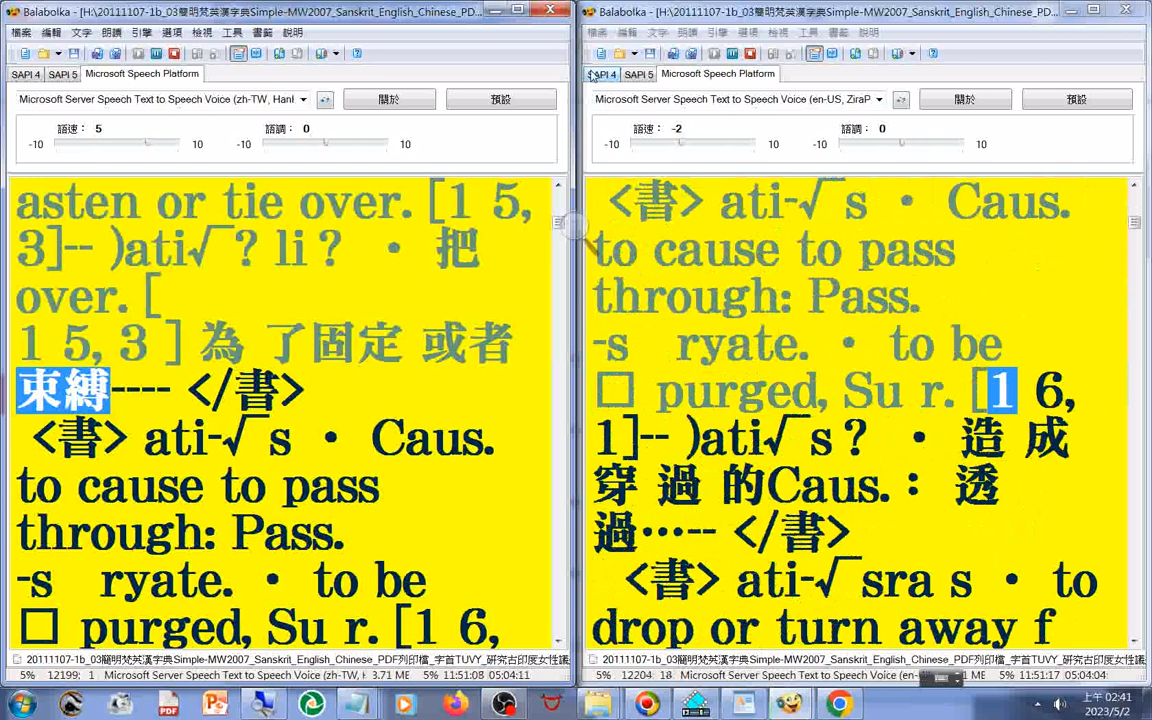 Balabolka - [H:\20111107-1b_03簡明梵英漢字典Simple-MW2007_Sanskrit_English_Chinese_PD...
檔案 編輯 文字 朗讀 引擎 選項 檢視 工具 書籤 說明
SAPI 4 SAPI 5 Microsoft Speech Platform
Microsoft Server Speech Text to Speech Voice (zh-TW, Hanl
關於 預設
語速: 5 語調: 0
-10 10 -10 10
asten or tie over. [1 5,
3]-- )ati√ ? li ? • 把
over. [
1 5, 3 ] 為 了固定 或者
束縛---- </書>
<書> ati-√ s • Caus.
to cause to pass
through: Pass.
-s ryate. • to be
□ purged, Su r. [1 6,
20111107-1b_03簡明梵英漢字典Simple-MW2007_Sanskrit_English_Chinese_PDF列印檔_字首TUVY_研究古印度女性議
5% 12199: 1 Microsoft Server Speech Text to Speech Voice (zh-TW, H 3.71 ME 5% 11:51:08 05:04:11
Balabolka - [H:\20111107-1b_03簡明梵英漢字典Simple-MW2007_Sanskrit_English_Chinese_PD...
檔案 編輯 文字 朗讀 引擎 選項 檢視 工具 書籤 說明
SAPI 4 SAPI 5 Microsoft Speech Platform
Microsoft Server Speech Text to Speech Voice (en-US, ZiraP
關於 預設
語速: -2 語調: 0
-10 10 -10 10
<書> ati-√ s • Caus.
to cause to pass
through: Pass.
-s ryate. • to be
□ purged, Su r. [1 6,
1]-- )ati√ s ? • 造 成
穿 過 的Caus.：透
過…-- </書>
<書> ati-√ sra s • to
drop or turn away f
20111107-1b_03簡明梵英漢字典Simple-MW2007_Sanskrit_English_Chinese_PDF列印檔_字首TUVY_研究古印度女性議
5% 12204: 18 Microsoft Server Speech Text to Speech Voice ME 5% 11:51:17 05:04:04
上午 02:41
2023/5/2